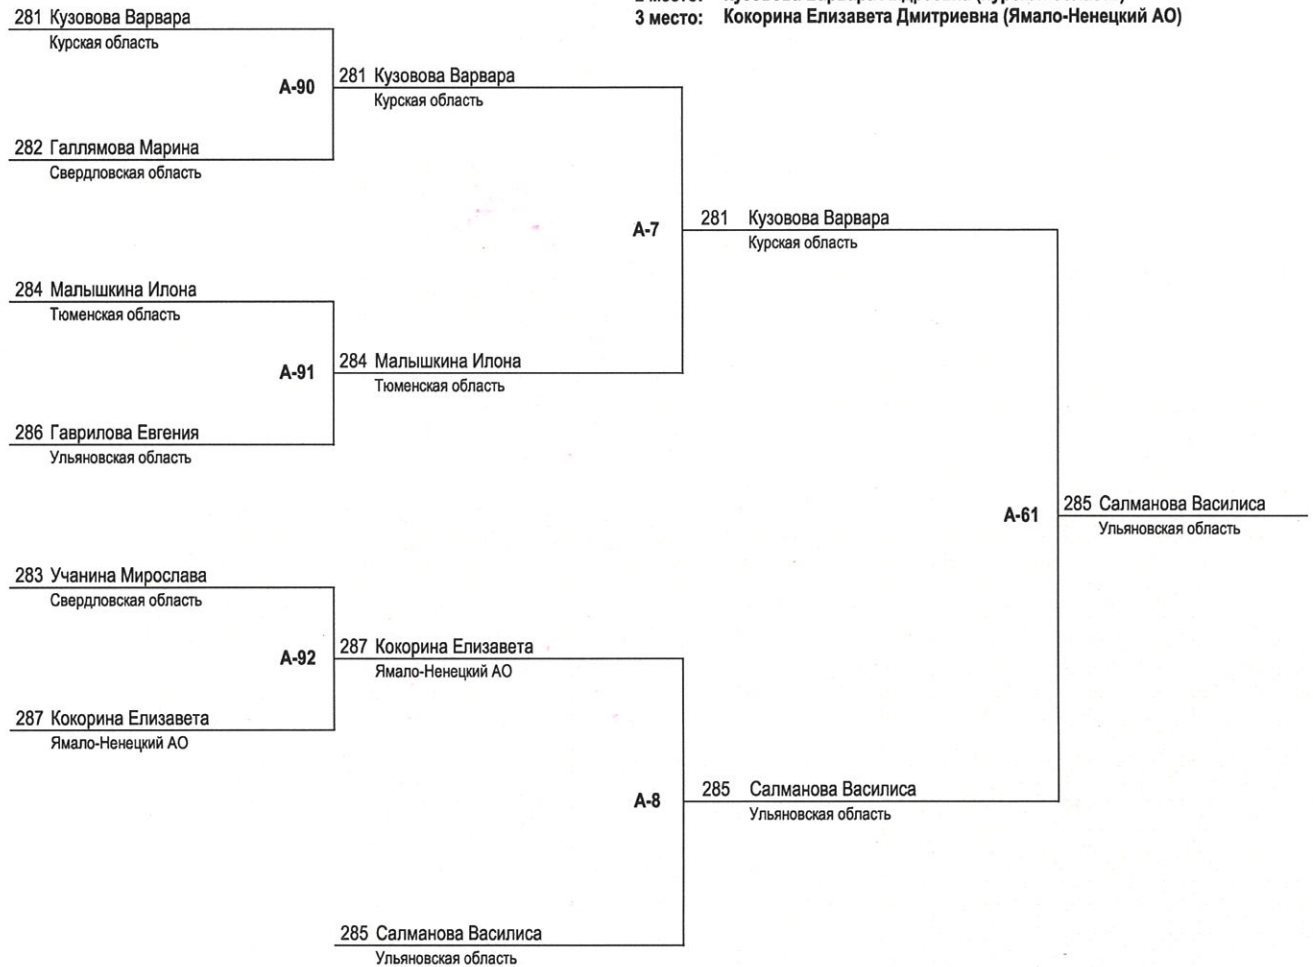 3 место: Кокорина Елизавета Дмитриевна (Ямало-Ненецкий АО)
281 Кузовова Варвара
Курская область
А-90
281 Кузовова Варвара
Курская область
282 Галлямова Марина
Свердловская область
А-7
281 Кузовова Варвара
Курская область
284 Малышкина Илона
Тюменская область
А-91
284 Малышкина Илона
Тюменская область
286 Гаврилова Евгения
Ульяновская область
А-61
285 Салманова Василиса
Ульяновская область
283 Учанина Мирослава
Свердловская область
А-92
287 Кокорина Елизавета
Ямало-Ненецкий АО
287 Кокорина Елизавета
Ямало-Ненецкий АО
А-8
285 Салманова Василиса
Ульяновская область
285 Салманова Василиса
Ульяновская область